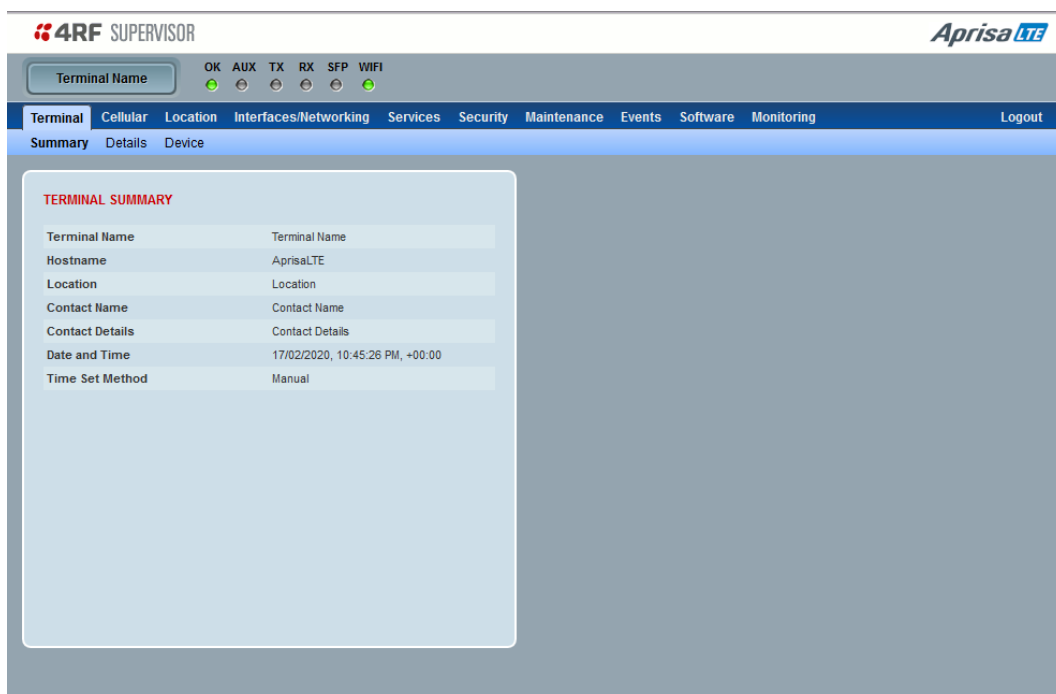 4RF SUPERVISOR
Aprisa LTE
Terminal Name
OK AUX TX RX SFP WIFI
Terminal Cellular Location Interfaces/Networking Services Security Maintenance Events Software Monitoring Logout
Summary Details Device
TERMINAL SUMMARY
Terminal Name Terminal Name
Hostname AprisaLTE
Location Location
Contact Name Contact Name
Contact Details Contact Details
Date and Time 17/02/2020, 10:45:26 PM, +00:00
Time Set Method Manual